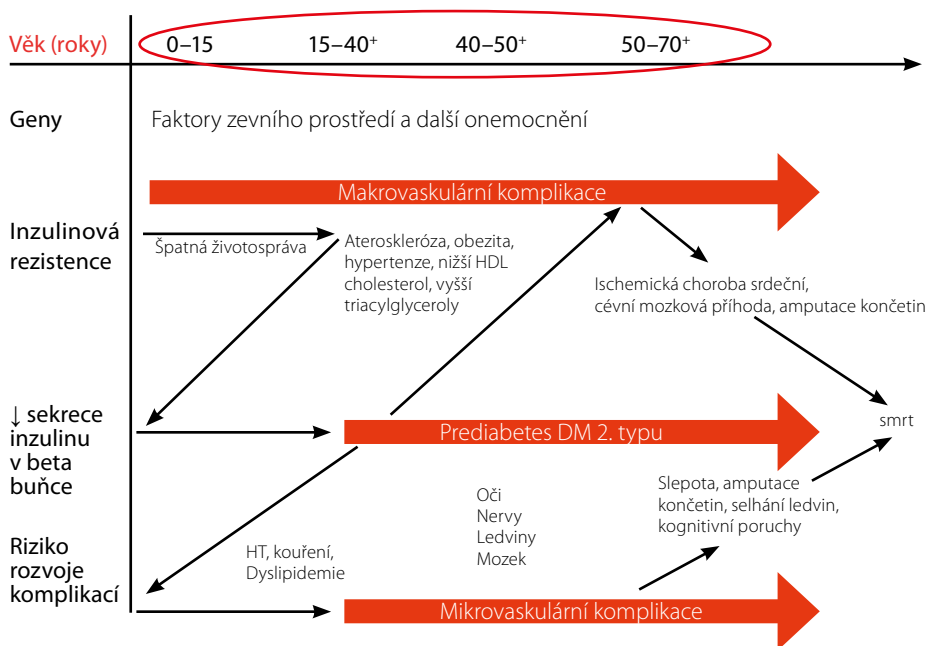 Věk (roky) 0–15 15–40⁺ 40–50⁺ 50–70⁺
Geny Faktory zevního prostředí a další onemocnění
Makrovaskulární komplikace
Inzulinová
rezistence
Špatná životospráva
Ateroskleróza, obezita,
hypertenze, nižší HDL
cholesterol, vyšší
triacylglyceroly
Ischemická choroba srdeční,
cévní mozková příhoda, amputace končetin
↓ sekrece
inzulinu
v beta
buňce
Prediabetes DM 2. typu
smrt
Oči
Nervy
Ledviny
Mozek
Slepota, amputace
končetin, selhání ledvin,
kognitivní poruchy
Riziko
rozvoje
komplikací
HT, kouření,
Dyslipidemie
Mikrovaskulární komplikace